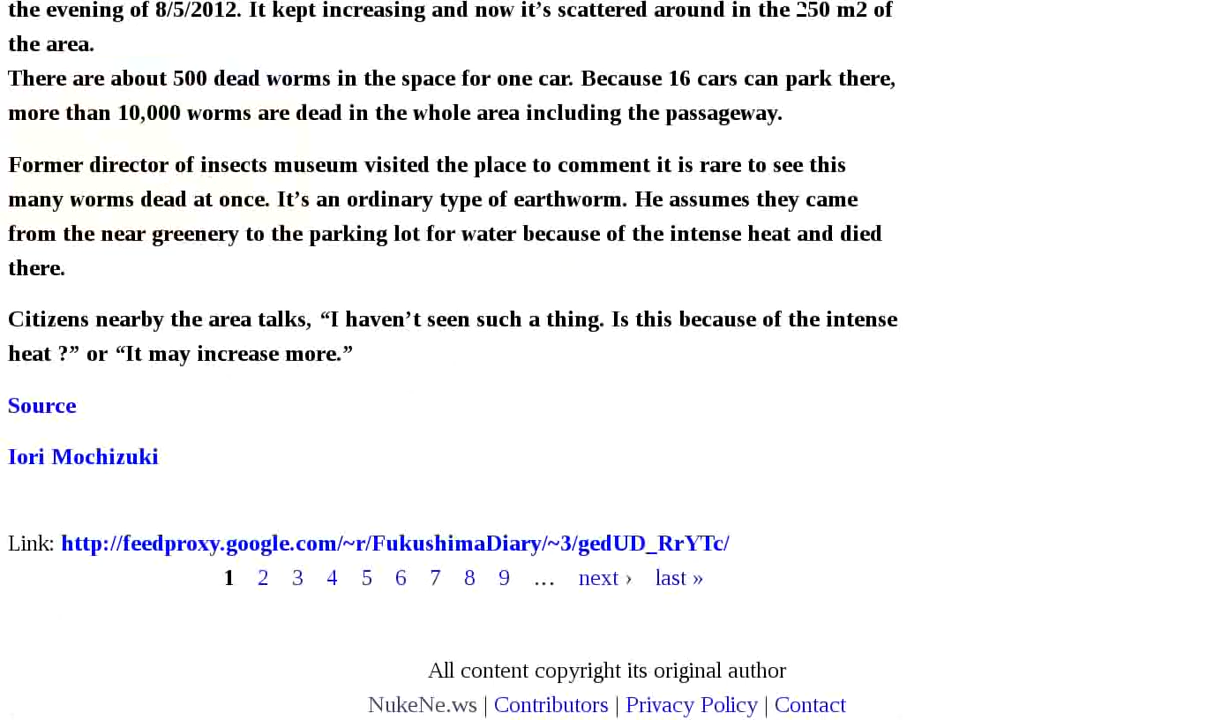 the evening of 8/5/2012. It kept increasing and now it’s scattered around in the 250 m2 of
the area.
There are about 500 dead worms in the space for one car. Because 16 cars can park there,
more than 10,000 worms are dead in the whole area including the passageway.
Former director of insects museum visited the place to comment it is rare to see this
many worms dead at once. It’s an ordinary type of earthworm. He assumes they came
from the near greenery to the parking lot for water because of the intense heat and died
there.
Citizens nearby the area talks, “I haven’t seen such a thing. Is this because of the intense
heat ?” or “It may increase more.”
Source
Iori Mochizuki
Link: http://feedproxy.google.com/~r/FukushimaDiary/~3/gedUD_RrYTc/
1 2 3 4 5 6 7 8 9 … next › last »
All content copyright its original author
NukeNe.ws | Contributors | Privacy Policy | Contact